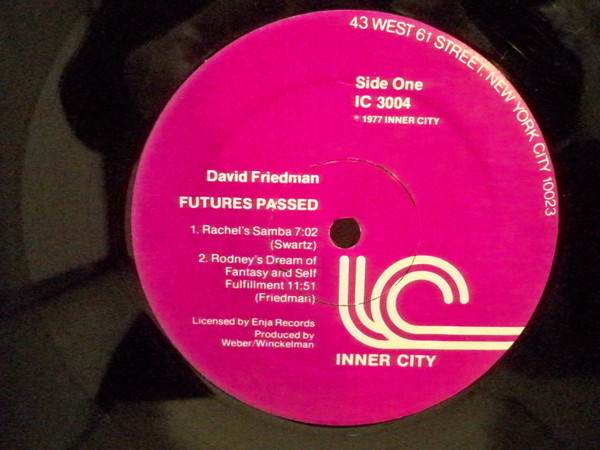 43 WEST 61 STREET, NEW YORK CITY 10023
Side One
IC 3004
℗ 1977 INNER CITY
David Friedman
FUTURES PASSED
1. Rachel's Samba 7:02
(Swartz)
2. Rodney's Dream of
Fantasy and Self
Fulfillment 11:51
(Friedman)
Licensed by Enja Records
Produced by
Weber/Winckelman
IC
INNER CITY